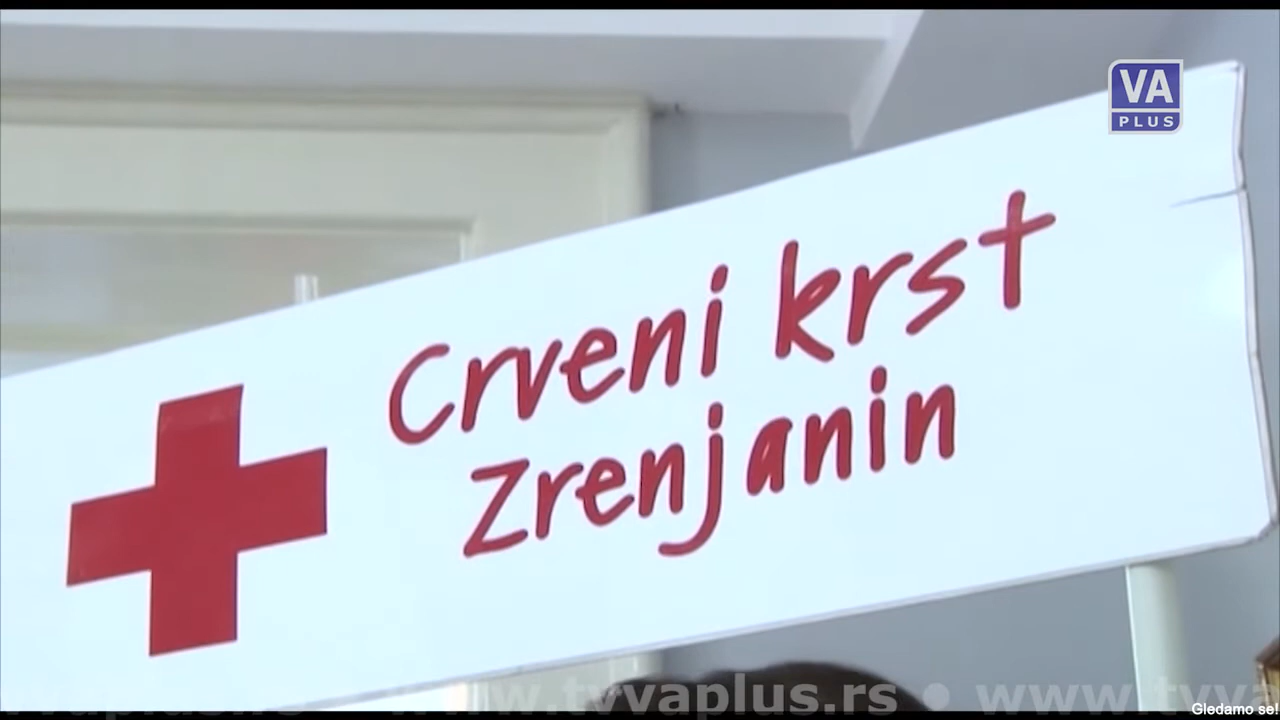 VA
PLUS
Crveni krst
Zrenjanin
www.tvvaplus.rs • www.tvva
Gledamo se!